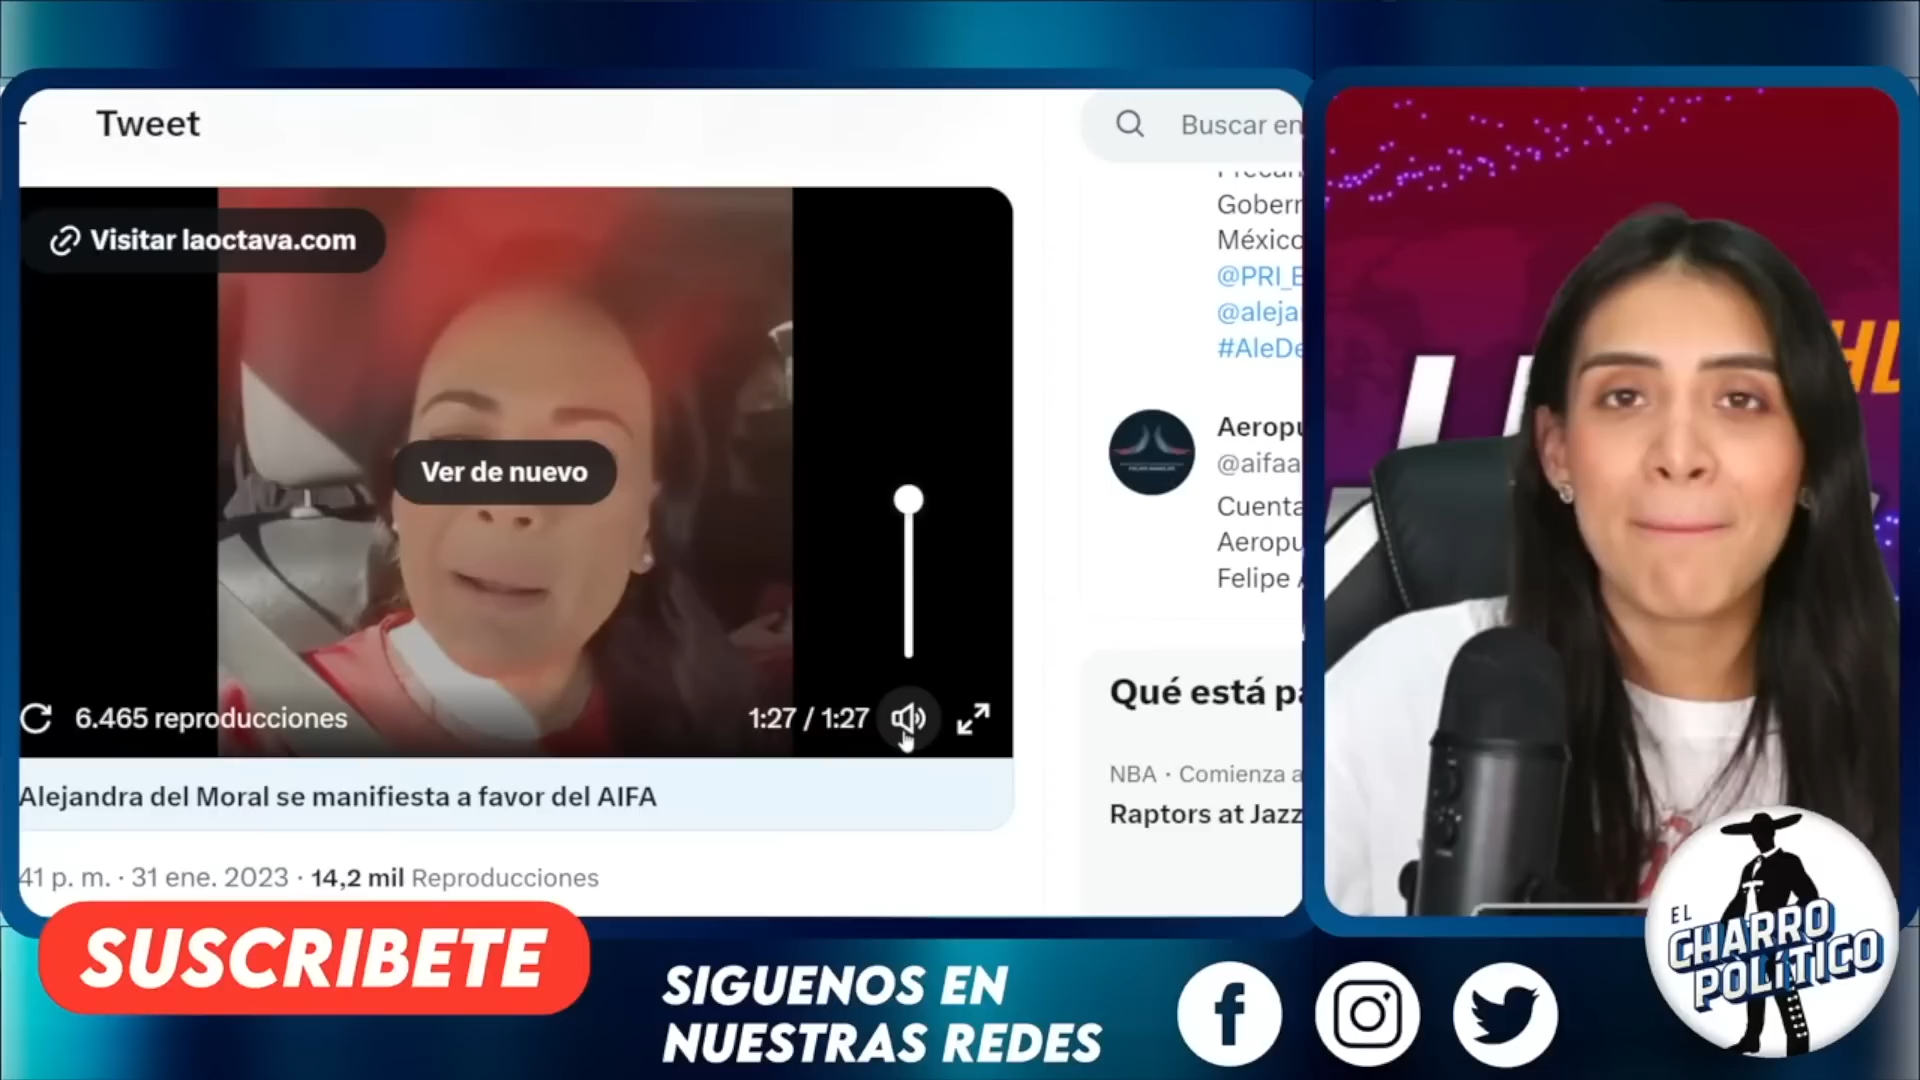 Tweet
Buscar en
Visitar laoctava.com
Ver de nuevo
6.465 reproducciones
1:27 / 1:27
Alejandra del Moral se manifiesta a favor del AIFA
41 p. m. · 31 ene. 2023 · 14,2 mil Reproducciones
Gobern
México
@PRI_E
@aleja
#AleDe
Aeropu
@aifaa
Cuenta
Aeropu
Felipe A
Qué está pa
NBA · Comienza a
Raptors at Jazz
SUSCRIBETE
SIGUENOS EN
NUESTRAS REDES
EL
CHARRO
POLÍTICO